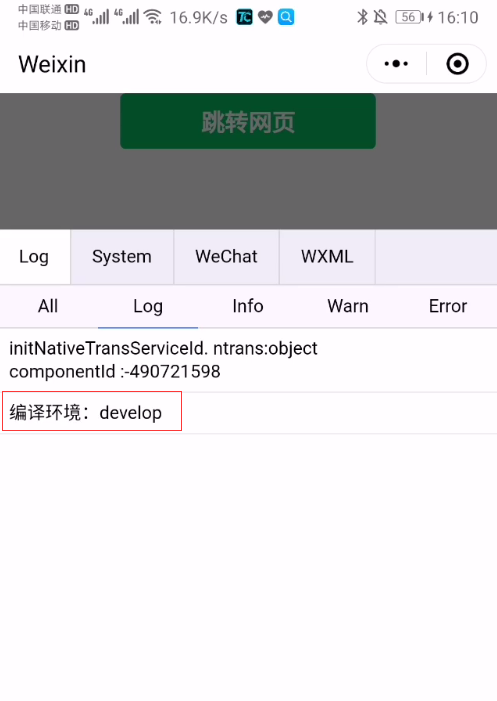 中国联通 HD 4G 4G 16.9K/s 56 16:10
中国移动 HD
Weixin
跳转网页
Log System WeChat WXML
All Log Info Warn Error
initNativeTransServiceId. ntrans:object
componentId :-490721598
编译环境：develop